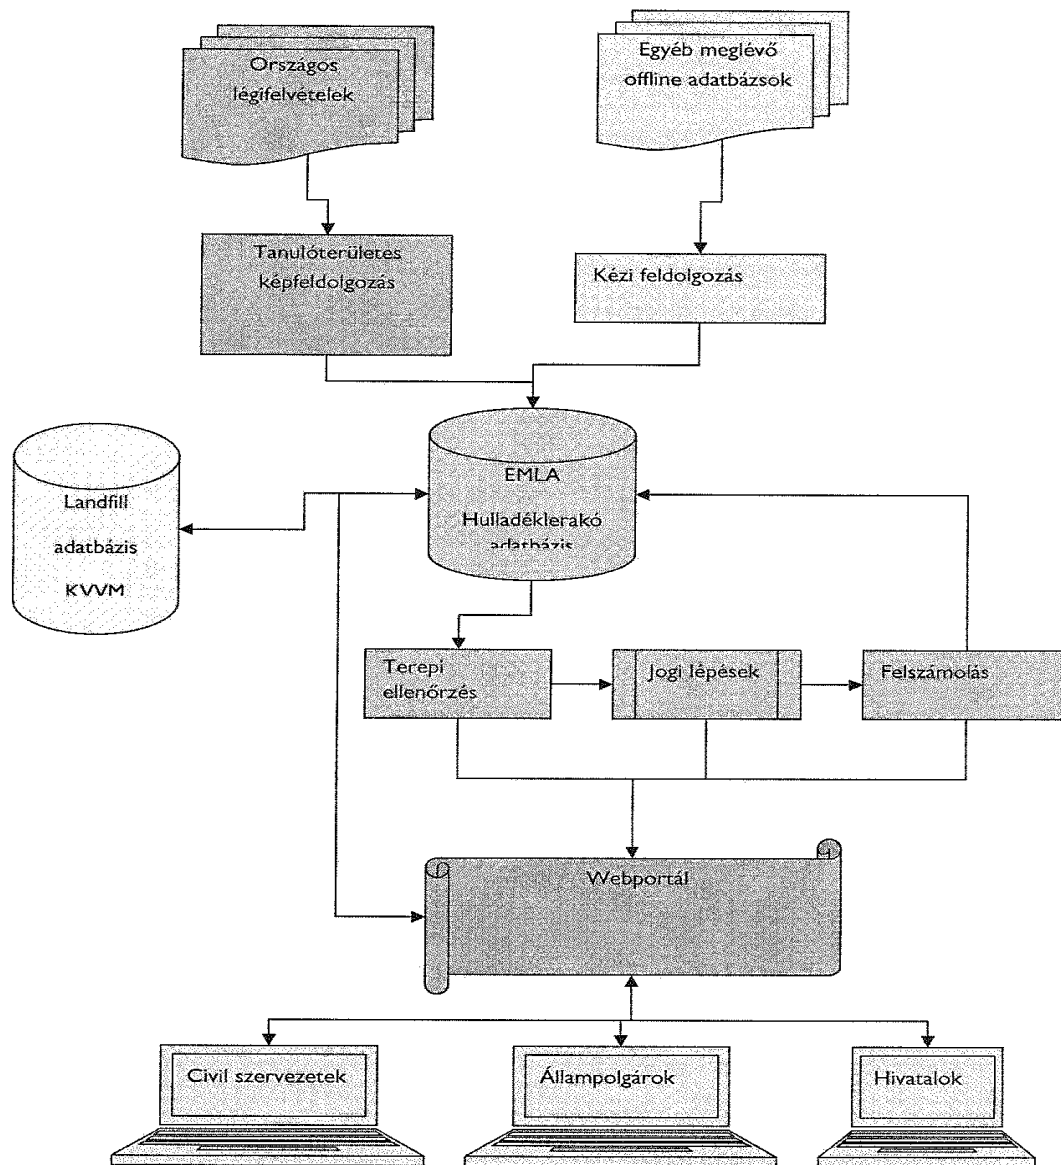 Országos
légifelvételek
Egyéb meglévő
offline adatbázsok
Tanulóterületes
képfeldolgozás
Kézi feldolgozás
EMLA
Hulladéklerakó
adatbázis
Landfill
adatbázis
KVVM
Terepi
ellenőrzés
Jogi lépések
Felszámolás
Webportál
Civil szervezetek
Állampolgárok
Hivatalok